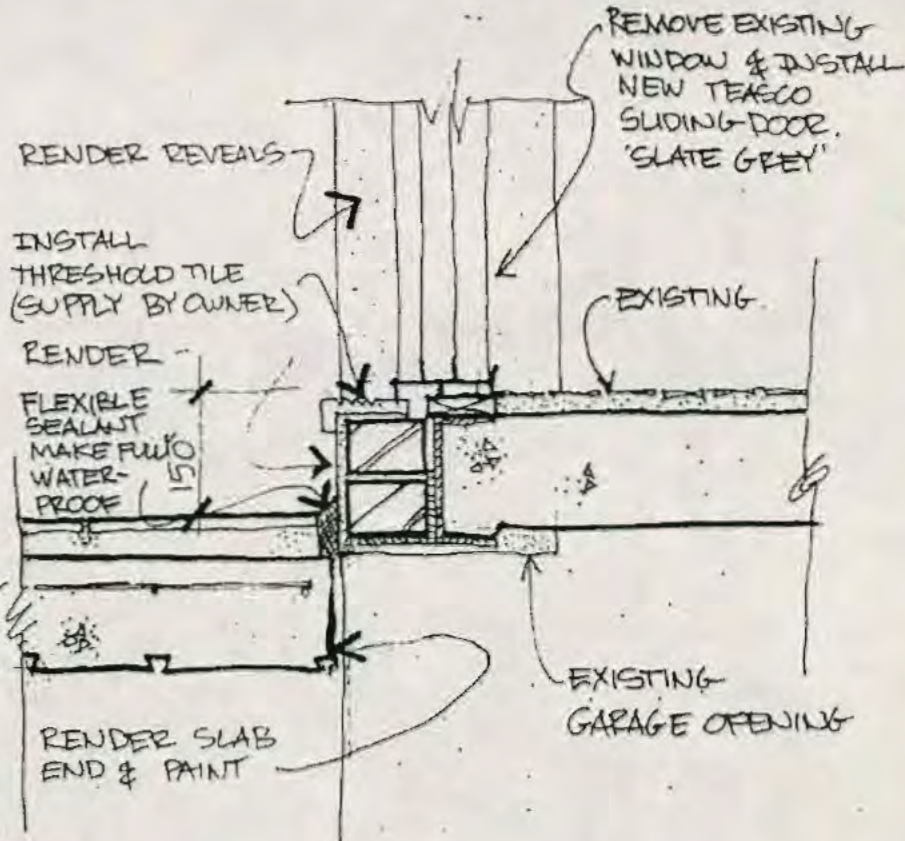 REMOVE EXISTING
WINDOW & INSTALL
NEW TEASCO
SLIDING DOOR.
'SLATE GREY'
RENDER REVEALS
INSTALL
THRESHOLD TILE
(SUPPLY BY OWNER)
EXISTING.
RENDER
FLEXIBLE
SEALANT
MAKE FULLY
WATER-
PROOF
150
EXISTING
GARAGE OPENING
RENDER SLAB
END & PAINT